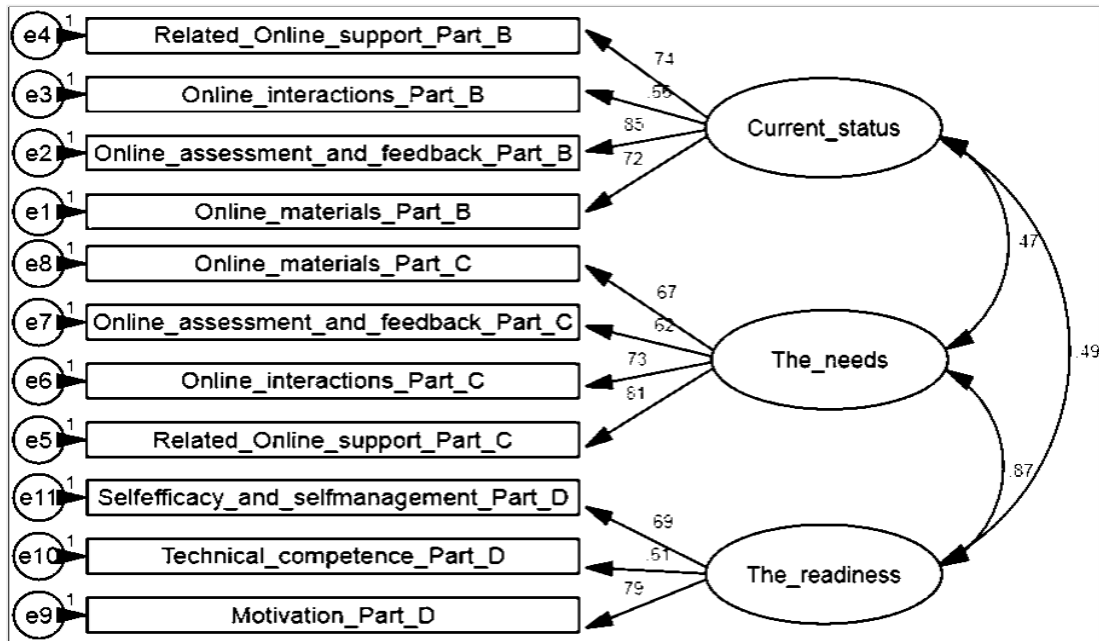 e4 1 Related_Online_support_Part_B
74
e3 1 Online_interactions_Part_B
e2 1 Online_assessment_and_feedback_Part_B
85
72
Current_status
e1 1 Online_materials_Part_B
e8 1 Online_materials_Part_C
.47
67
e7 1 Online_assessment_and_feedback_Part_C
62
73
The_needs
.49
e6 1 Online_interactions_Part_C
81
e5 1 Related_Online_support_Part_C
.87
e11 1 Selfefficacy_and_selfmanagement_Part_D
69
e10 1 Technical_competence_Part_D
79
The_readiness
e9 1 Motivation_Part_D